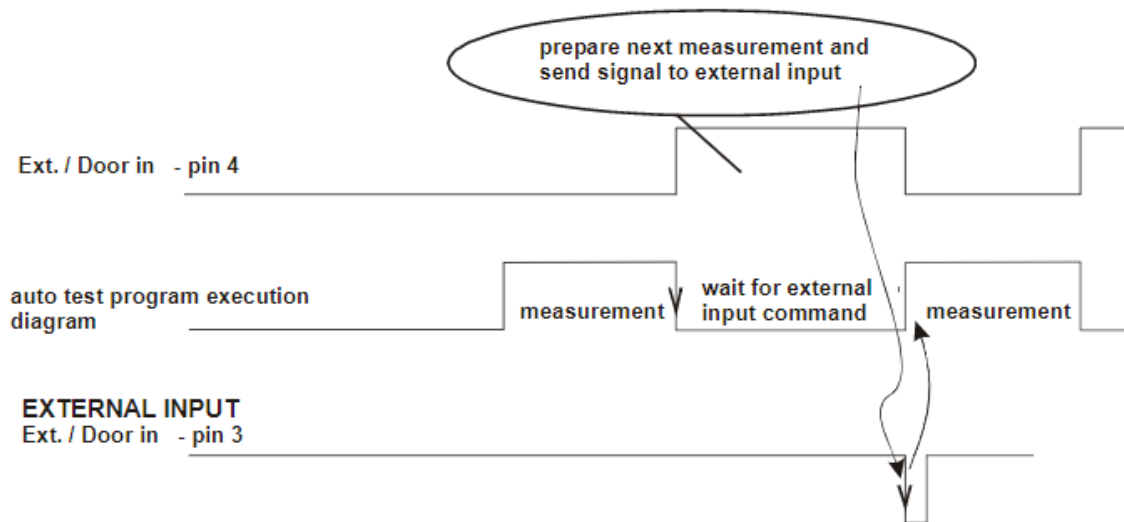 prepare next measurement and
send signal to external input
Ext. / Door in - pin 4
auto test program execution
diagram
measurement
wait for external
input command
measurement
EXTERNAL INPUT
Ext. / Door in - pin 3